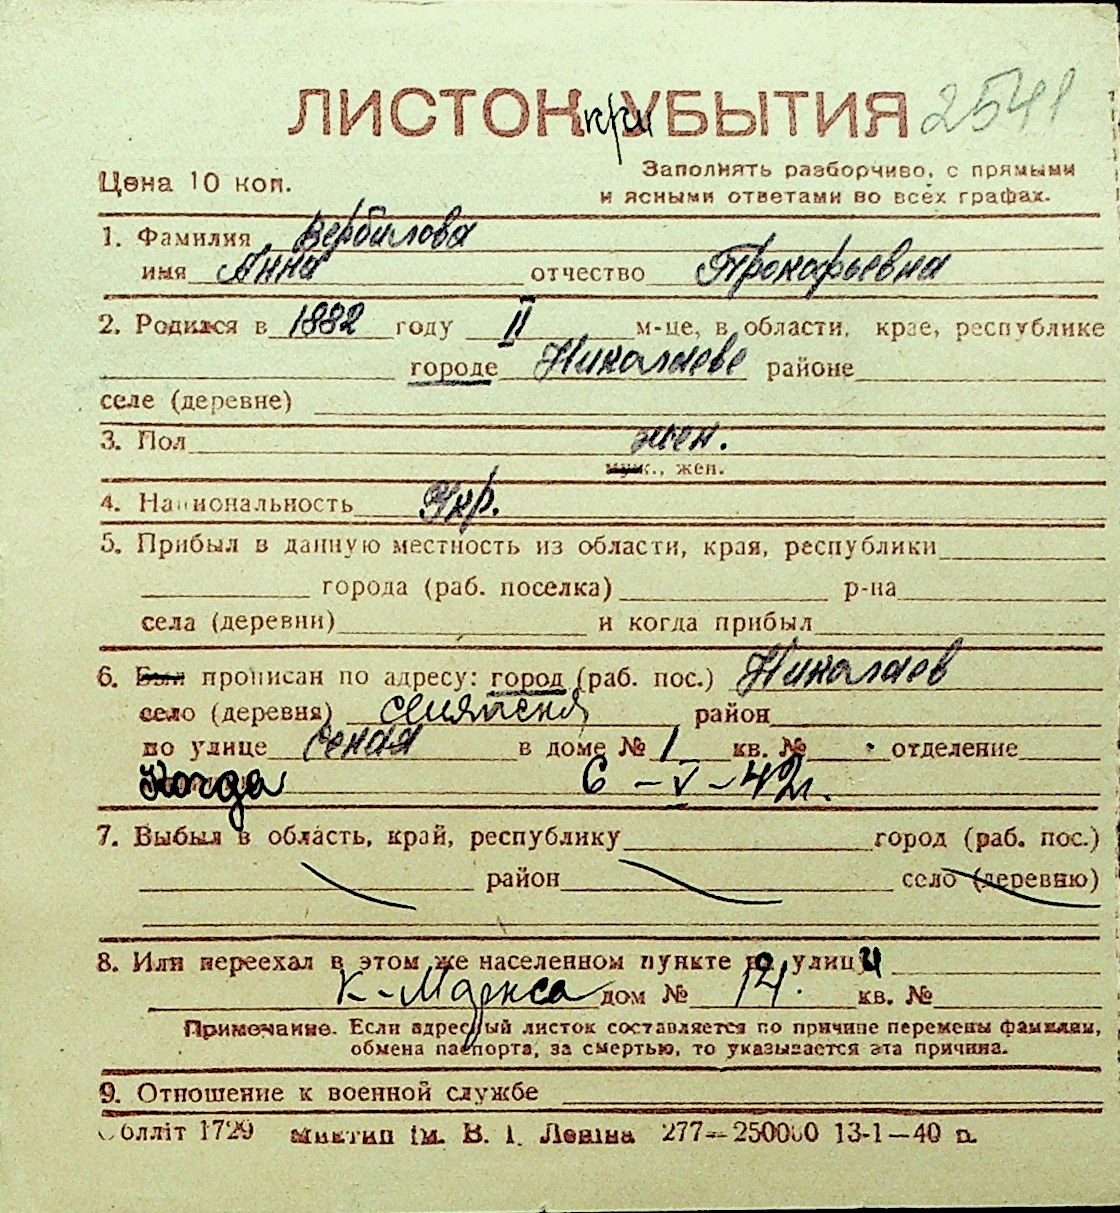 ЛИСТОК при УБЫТИЯ 2541
Цена 10 коп.
Заполнять разборчиво, с прямыми
и ясными ответами во всех графах.
1. Фамилия Вербилова
имя Анна отчество Прокофьевна
2. Родился в 1882 году II м-це, в области, крае, республике
городе Николаеве районе
селе (деревне)
3. Пол жен.
муж., жен.
4. Национальность Укр.
5. Прибыл в данную местность из области, края, республики
города (раб. поселка) р-на
села (деревни) и когда прибыл
6. Был прописан по адресу: город (раб. пос.) Николаев
село (деревня) район
по улице Сенная в доме № 1 кв. № отделение
Когда 6-V-42г.
7. Выбыл в область, край, республику город (раб. пос.)
район село (деревню)
8. Или переехал в этом же населенном пункте по улицы
К-Маркса дом № 14. кв. №
Примечание. Если адресный листок составляется по причине перемены фамилии,
обмена паспорта, за смертью, то указывается эта причина.
9. Отношение к военной службе
Облліт 1729 Миктип ім. В. І. Леніна 277—250000 13-1—40 р.